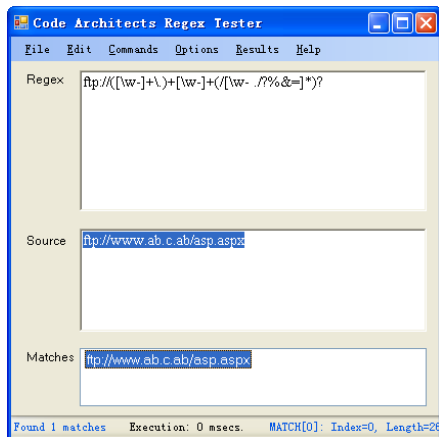 Code Architects Regex Tester
File Edit Commands Options Results Help
Regex
ftp://([\w-]+\.)+[\w-]+(/[\w- ./?%&=]*)?
Source
ftp://www.ab.c.ab/asp.aspx
Matches
ftp://www.ab.c.ab/asp.aspx
Found 1 matches Execution: 0 msecs. MATCH[0]: Index=0, Length=26